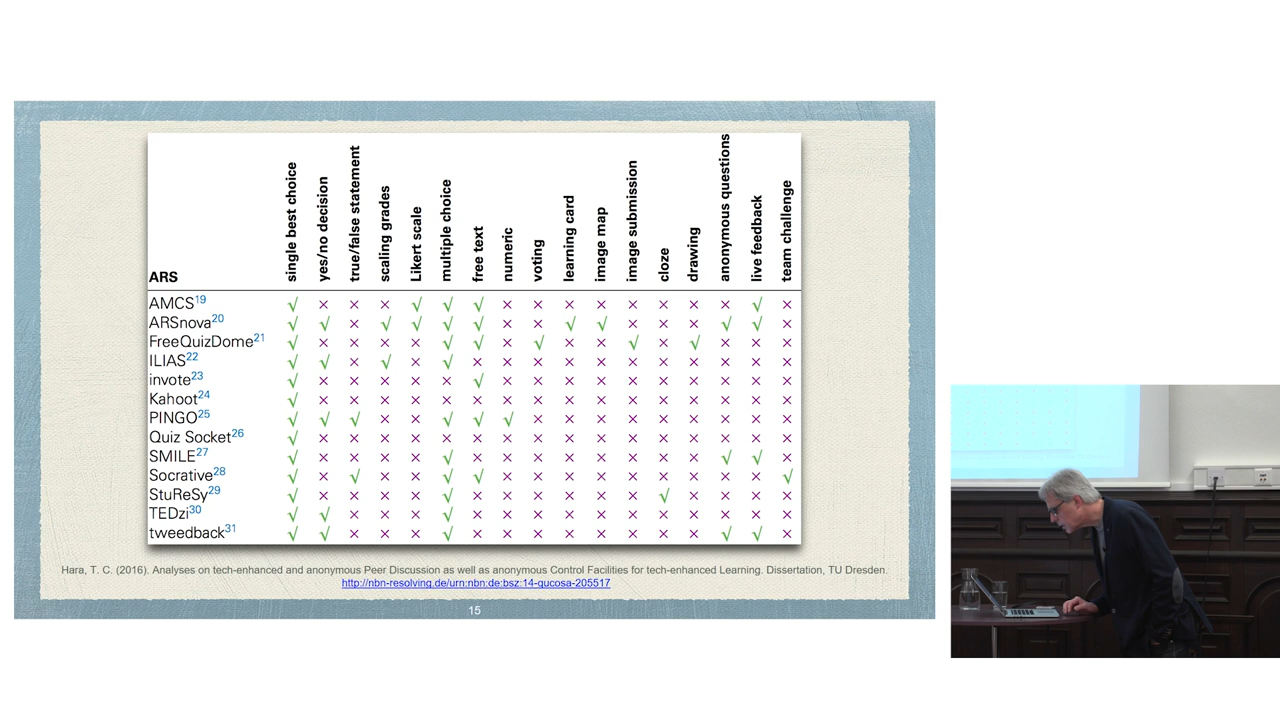 ARS single best choice yes/no decision true/false statement scaling grades Likert scale multiple choice free text numeric voting learning card image map image submission cloze drawing anonymous questions live feedback team challenge
AMCS19 √ × × × √ √ √ × × × × × × × × √ ×
ARSnova20 √ √ × √ √ √ √ × × √ √ × × × √ √ ×
FreeQuizDome21 √ × × × × √ √ × √ × × √ × √ × × ×
ILIAS22 √ √ × √ × √ × × × × × × × × × × ×
invote23 √ × × × × × √ × × × × × × × × × ×
Kahoot24 √ × × × × × × × × × × × × × × × ×
PINGO25 √ √ √ × × √ √ √ × × × × × × × × ×
Quiz Socket26 √ × × × × × × × × × × × × × × × ×
SMILE27 √ × × × × √ × × × × × × × × √ √ ×
Socrative28 √ × √ × × √ √ × × × × × × × × × √
StuReSy29 √ × × × × √ × × × × × × √ × × × ×
TEDzi30 √ √ × × × √ × × × × × × × × × × ×
tweedback31 √ √ × × × √ × × × × × × × × √ √ ×
Hara, T. C. (2016). Analyses on tech-enhanced and anonymous Peer Discussion as well as anonymous Control Facilities for tech-enhanced Learning. Dissertation, TU Dresden.
http://nbn-resolving.de/urn:nbn:de:bsz:14-qucosa-205517
15